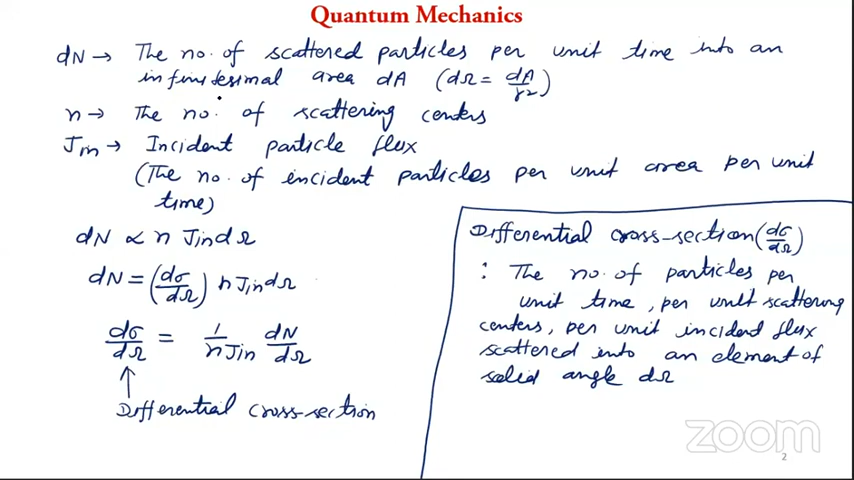 Quantum Mechanics
dN → The no. of scattered particles per unit time into an
infinitesimal area dA (dΩ = dA/r²)
n → The no. of scattering centers
Jin → Incident particle flux
(The no. of incident particles per unit area per unit
time)
dN ∝ n Jin dΩ
dN = (dσ/dΩ) n Jin dΩ
dσ/dΩ = 1/(n Jin) dN/dΩ
↑
Differential cross-section
Differential cross-section (dσ/dΩ)
: The no. of particles per
unit time, per unit scattering
centers, per unit incident flux
scattered into an element of
solid angle dΩ
zoom
2